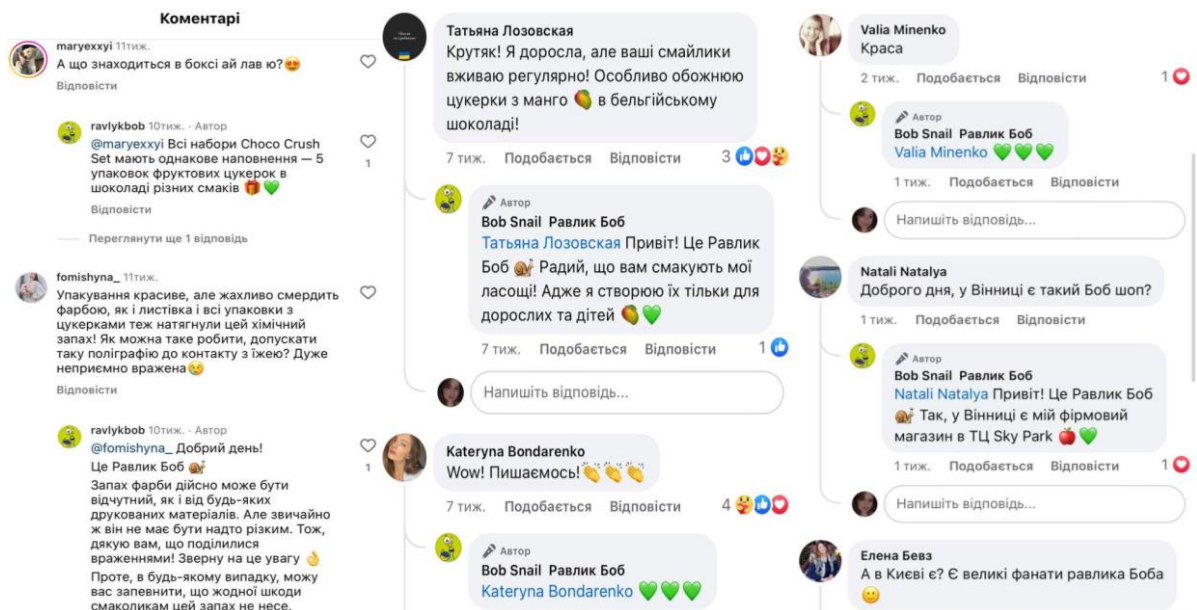 Коментарі
maryexxyi 11тиж.
А що знаходиться в боксі ай лав ю?😍
Відповісти
ravlykbob 10тиж. · Автор
@maryexxyi Всі набори Choco Crush
Set мають однакове наповнення — 5
упаковок фруктових цукерок в
шоколаді різних смаків 🎁💚
1
Відповісти
Переглянути ще 1 відповідь
fomishyna_ 11тиж.
Упакування красиве, але жахливо смердить
фарбою, як і листівка і всі упаковки з
цукерками теж натягнули цей хімічний
запах! Як можна таке робити, допускати
таку поліграфію до контакту з їжею? Дуже
неприємно вражена😢
Відповісти
ravlykbob 10тиж. · Автор
@fomishyna_ Добрий день!
1
Це Равлик Боб 🐌
Запах фарби дійсно може бути
відчутний, як і від будь-яких
друкованих матеріалів. Але звичайно
ж він не має бути надто різким. Тож,
дякую вам, що поділилися
враженнями! Зверну на це увагу 👌
Проте, в будь-якому випадку, можу
вас запевнити, що жодної шкоди
смаколикам цей запах не несе.
Татьяна Лозовская
Крутяк! Я доросла, але ваші смайлики
вживаю регулярно! Особливо обожнюю
цукерки з манго 🥭 в бельгійському
шоколаді!
7 тиж. Подобається Відповісти 3
Автор
Bob Snail Равлик Боб
Татьяна Лозовская Привіт! Це Равлик
Боб 🐌 Радий, що вам смакують мої
ласощі! Адже я створюю їх тільки для
дорослих та дітей 🥭💚
7 тиж. Подобається Відповісти 1
Напишіть відповідь...
Kateryna Bondarenko
Wow! Пишаємось!👏👏👏
7 тиж. Подобається Відповісти 4
Автор
Bob Snail Равлик Боб
Kateryna Bondarenko 💚💚💚
Valia Minenko
Краса
2 тиж. Подобається Відповісти 1
Автор
Bob Snail Равлик Боб
Valia Minenko 💚💚💚
1 тиж. Подобається Відповісти
Напишіть відповідь...
Natali Natalya
Доброго дня, у Вінниці є такий Боб шоп?
1 тиж. Подобається Відповісти
Автор
Bob Snail Равлик Боб
Natali Natalya Привіт! Це Равлик Боб
🐌 Так, у Вінниці є мій фірмовий
магазин в ТЦ Sky Park 🍎💚
1 тиж. Подобається Відповісти 1
Напишіть відповідь...
Елена Бевз
А в Києві є? Є великі фанати равлика Боба
🙂